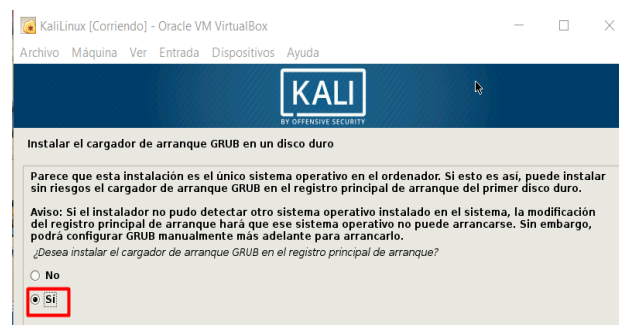 KaliLinux [Corriendo] - Oracle VM VirtualBox
Archivo Máquina Ver Entrada Dispositivos Ayuda
KALI
BY OFFENSIVE SECURITY
Instalar el cargador de arranque GRUB en un disco duro
Parece que esta instalación es el único sistema operativo en el ordenador. Si esto es así, puede instalar
sin riesgos el cargador de arranque GRUB en el registro principal de arranque del primer disco duro.
Aviso: Si el instalador no pudo detectar otro sistema operativo instalado en el sistema, la modificación
del registro principal de arranque hará que ese sistema operativo no puede arrancarse. Sin embargo,
podrá configurar GRUB manualmente más adelante para arrancarlo.
¿Desea instalar el cargador de arranque GRUB en el registro principal de arranque?
No
Sí